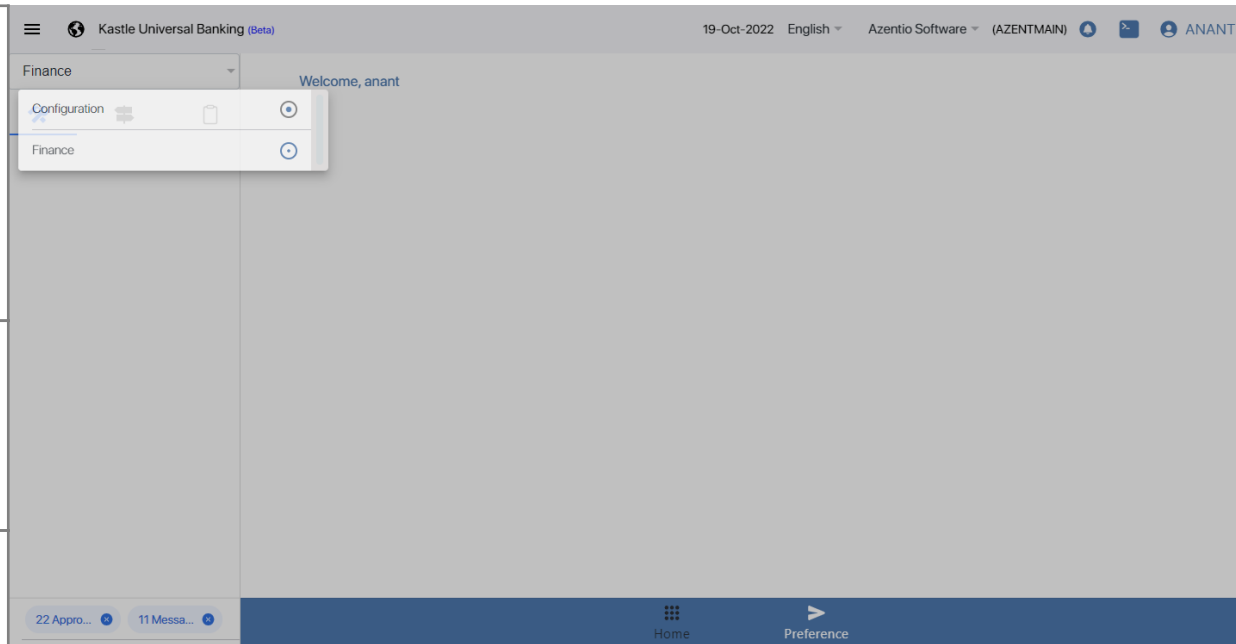 Kastle Universal Banking (Beta) 19-Oct-2022 English Azentio Software (AZENTMAIN) ANANT
Finance
Welcome, anant
Configuration
Finance
22 Appro... 11 Messa...
Home Preference